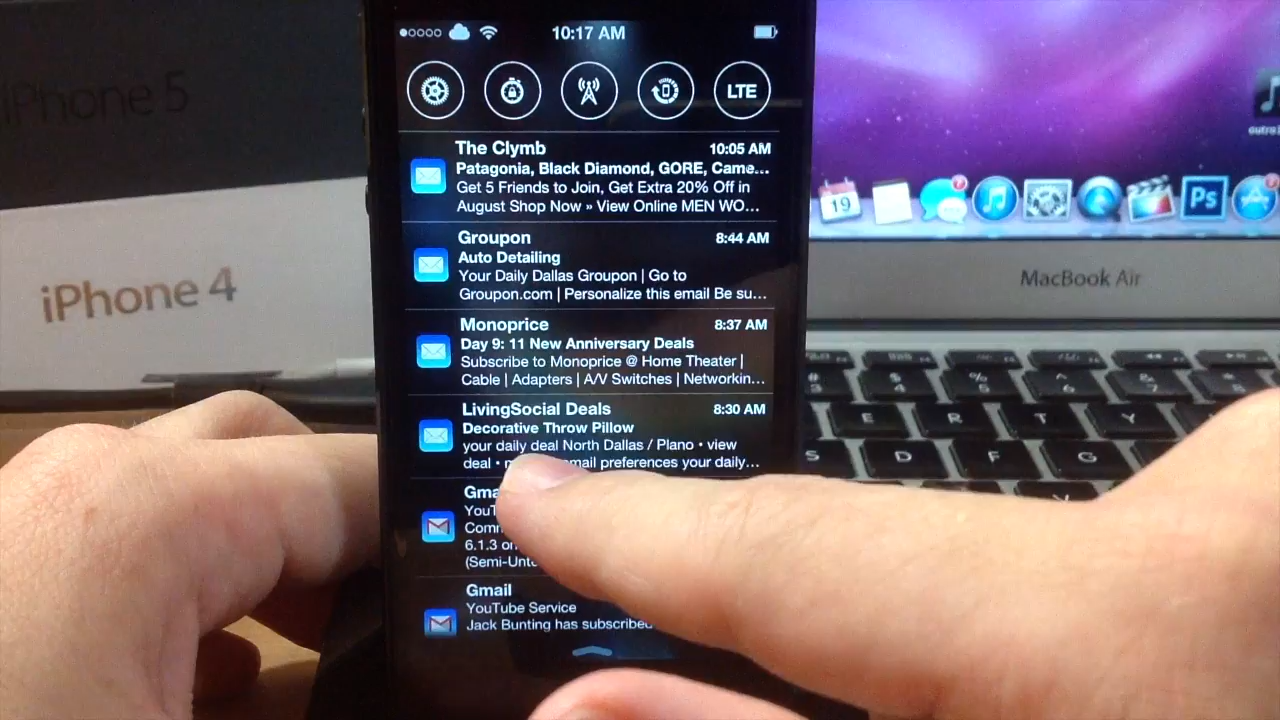 iPhone 5
iPhone 4
10:17 AM
LTE
The Clymb 10:05 AM
Patagonia, Black Diamond, GORE, Came...
Get 5 Friends to Join, Get Extra 20% Off in
August Shop Now » View Online MEN WO...
Groupon 8:44 AM
Auto Detailing
Your Daily Dallas Groupon | Go to
Groupon.com | Personalize this email Be su...
Monoprice 8:37 AM
Day 9: 11 New Anniversary Deals
Subscribe to Monoprice @ Home Theater |
Cable | Adapters | A/V Switches | Networkin...
LivingSocial Deals 8:30 AM
Decorative Throw Pillow
your daily deal North Dallas / Plano • view
deal • email preferences your daily...
6.1.3
Gmail
YouTube Service
Jack Bunting has subscribed
19
Ps
MacBook Air
# $ % ^
3 4 5 6
E R T Y
S D F G